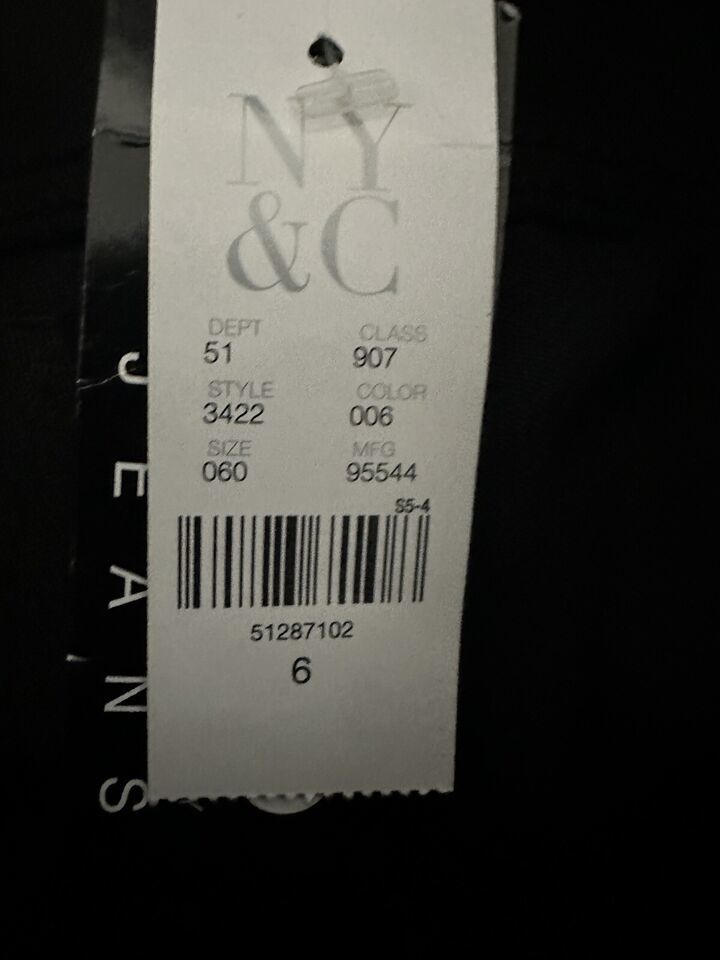 NY
&C
DEPT CLASS
51 907
STYLE COLOR
3422 006
SIZE MFG
060 95544
S5-4
51287102
6
JEANS